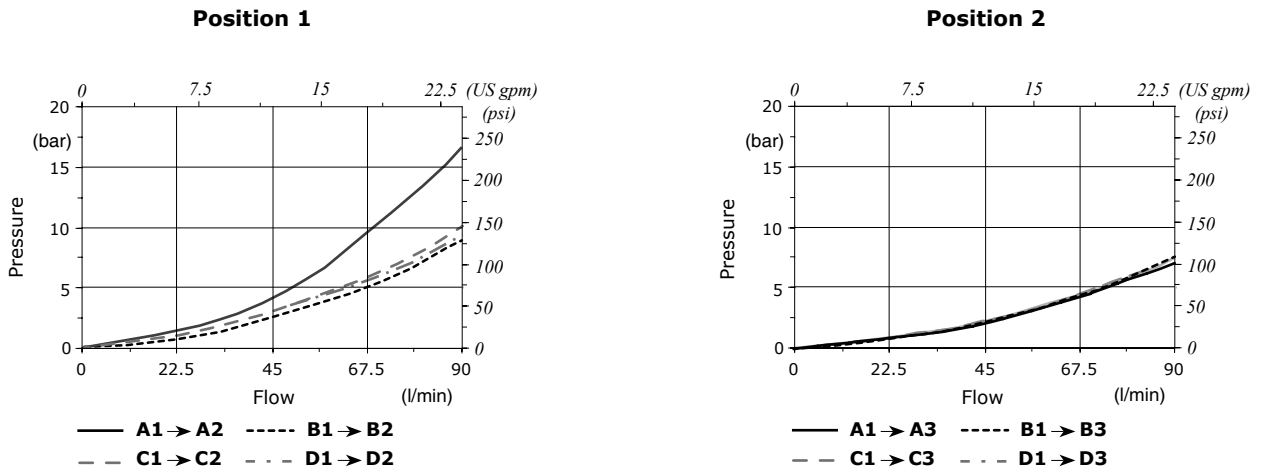 Position 1
0 7.5 15 22.5 (US gpm)
(psi)
20
(bar)
15
10
5
0
Pressure
250
200
150
100
50
0
0 22.5 45 67.5 90
Flow (l/min)
A1 → A2 B1 → B2
C1 → C2 D1 → D2
Position 2
0 7.5 15 22.5 (US gpm)
(psi)
20
(bar)
15
10
5
0
Pressure
250
200
150
100
50
0
0 22.5 45 67.5 90
Flow (l/min)
A1 → A3 B1 → B3
C1 → C3 D1 → D3